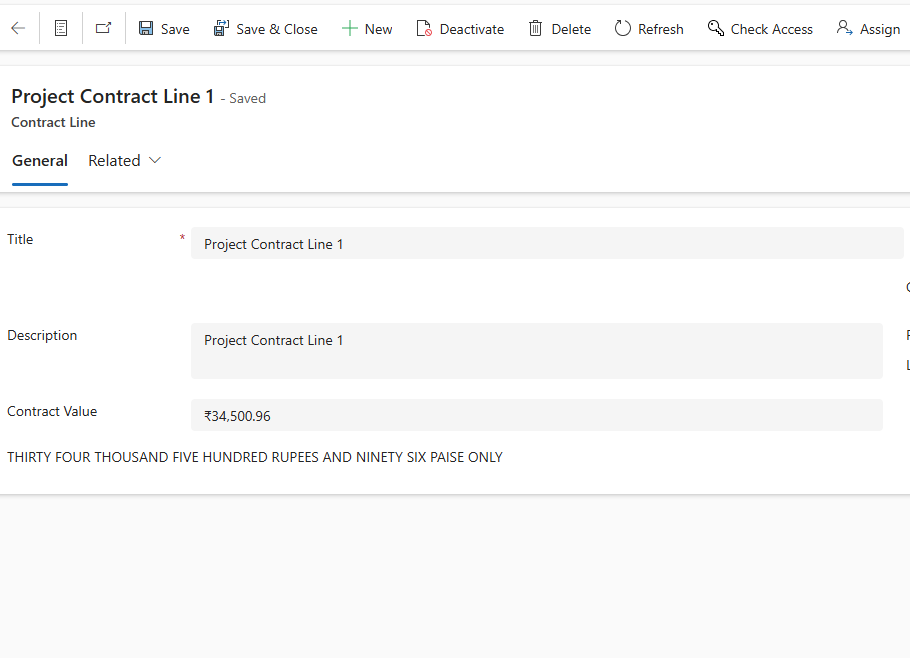 Save Save & Close New Deactivate Delete Refresh Check Access Assign
Project Contract Line 1 - Saved
Contract Line
General Related
Title * Project Contract Line 1
Description Project Contract Line 1
Contract Value ₹34,500.96
THIRTY FOUR THOUSAND FIVE HUNDRED RUPEES AND NINETY SIX PAISE ONLY